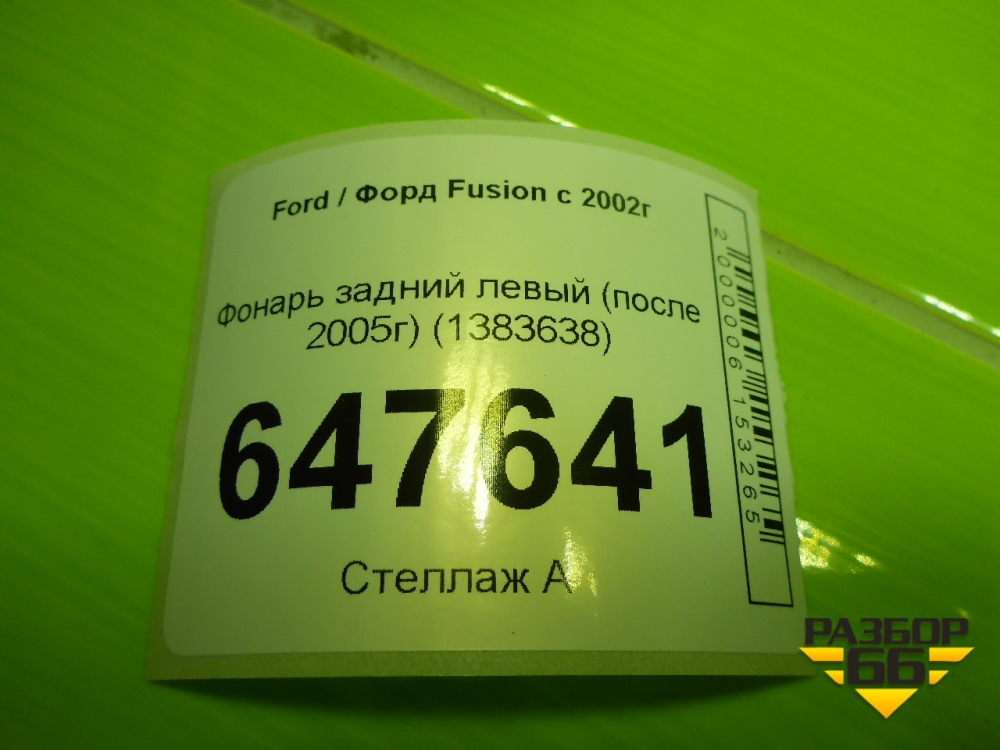 Ford / Форд Fusion с 2002г
Фонарь задний левый (после
2005г) (1383638)
647641
Стеллаж А
2000006153265
РАЗБОР
66